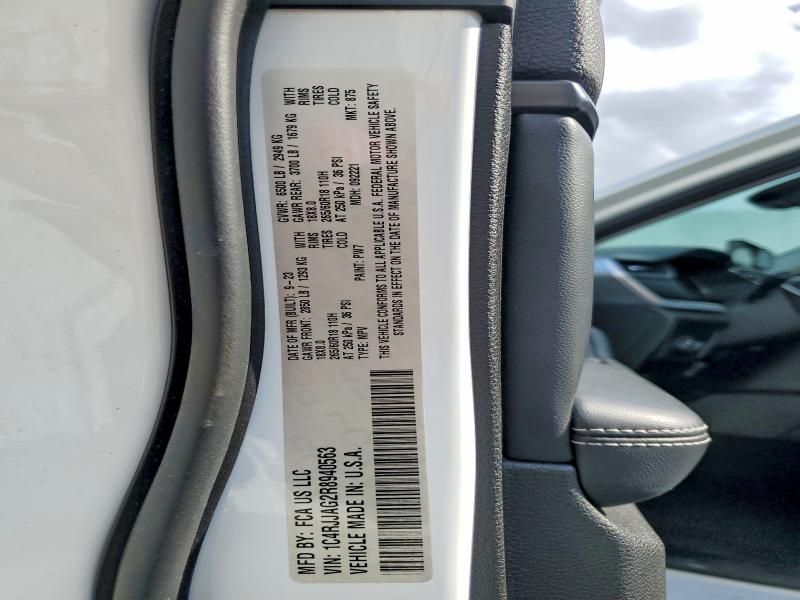 MFD BY: FCA US LLC
VIN: 1C4RJJAG2R8940563
VEHICLE MADE IN: U.S.A.
DATE OF MFR (BUILT): 9-23 GVWR: 6500 LB / 2949 KG
GAWR FRONT: 2850 LB / 1293 KG WITH GAWR REAR: 3700 LB / 1679 KG WITH
18X8.0 RIMS 18X8.0 RIMS
265/60R18 110H TIRES 265/60R18 110H TIRES
AT 250 kPa / 36 PSI COLD AT 250 kPa / 36 PSI COLD
TYPE: MPV PAINT: PW7 MDH: 092221 MKT: 875
THIS VEHICLE CONFORMS TO ALL APPLICABLE U.S.A. FEDERAL MOTOR VEHICLE SAFETY
STANDARDS IN EFFECT ON THE DATE OF MANUFACTURE SHOWN ABOVE.